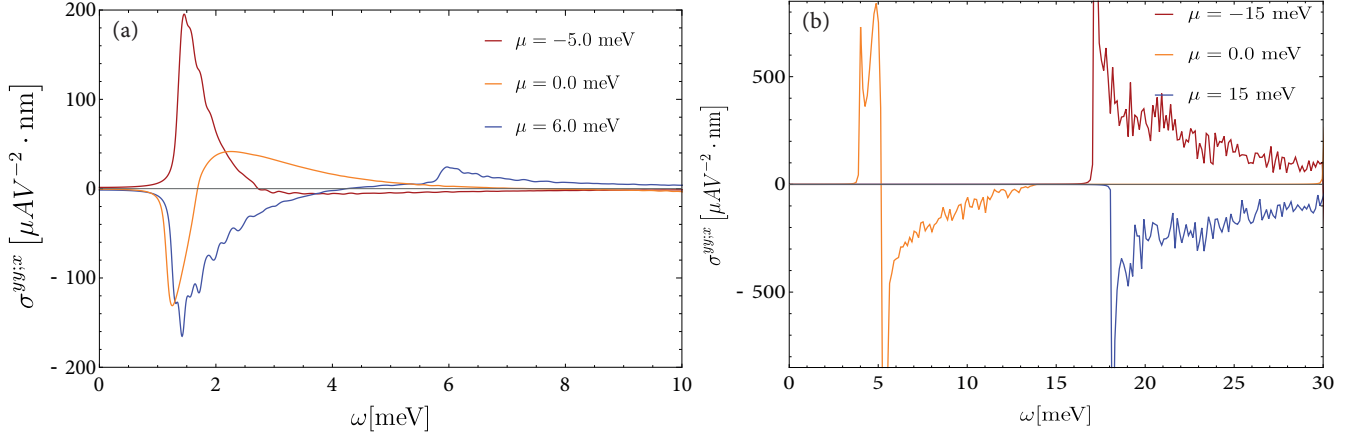 (a)
μ = −5.0 meV
μ = 0.0 meV
μ = 6.0 meV
σ^{yy;x} [μAV^{−2} · nm]
200
100
0
- 100
- 200
0 2 4 6 8 10
ω[meV]
(b)
μ = −15 meV
μ = 0.0 meV
μ = 15 meV
σ^{yy;x} [μAV^{−2} · nm]
500
0
- 500
0 5 10 15 20 25 30
ω[meV]